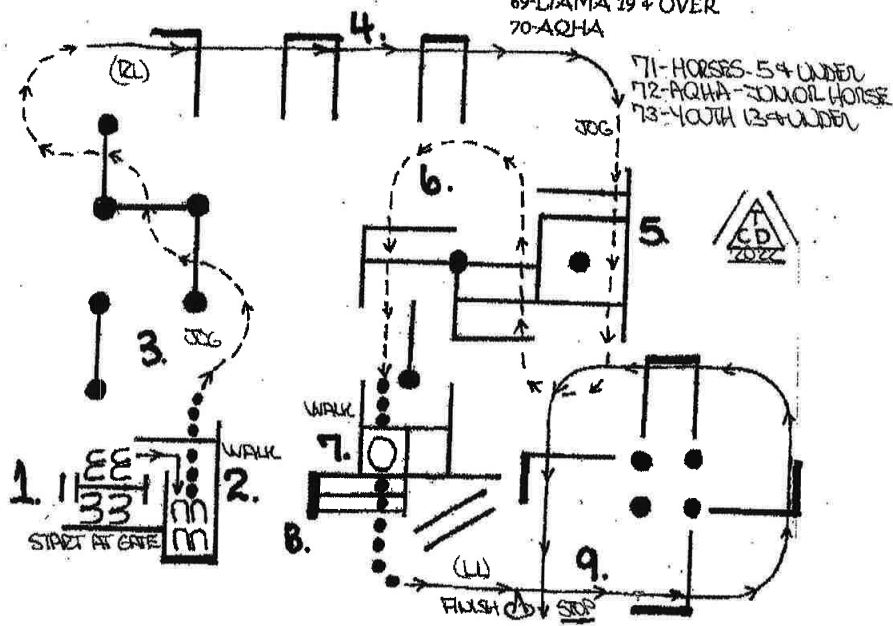 69-L/AMA 19 & OVER
70-AQHA
71-HORSES-5 & UNDER
72-AQHA-JUNIOR HORSE
73-YOUTH 13 & UNDER
4.
(RL)
JOG
6.
5.
T
CD
2022
3.
JOG
WALK
WALK
7.
1.
2.
START AT GATE
8.
(LL)
9.
FINISH
STOP